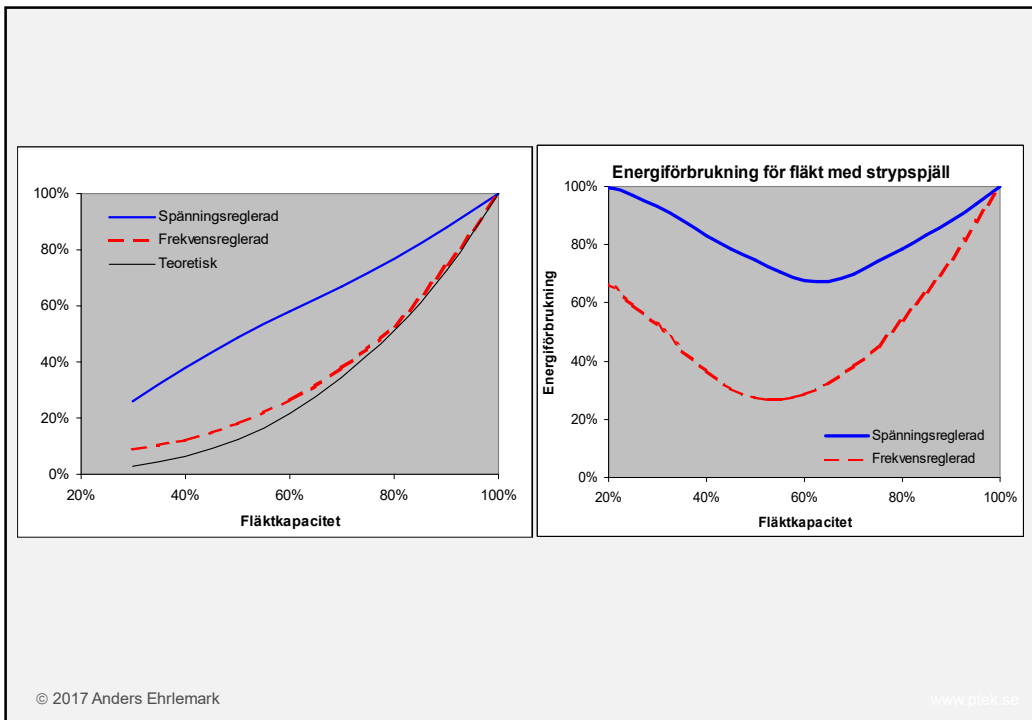 100%
80%
60%
40%
20%
0%
Spänningsreglerad
Frekvensreglerad
Teoretisk
20% 40% 60% 80% 100%
Fläktkapacitet
Energiförbrukning för fläkt med strypspjäll
Energiförbrukning
100%
80%
60%
40%
20%
0%
Spänningsreglerad
Frekvensreglerad
20% 40% 60% 80% 100%
Fläktkapacitet
© 2017 Anders Ehrlemark
www.ptek.se